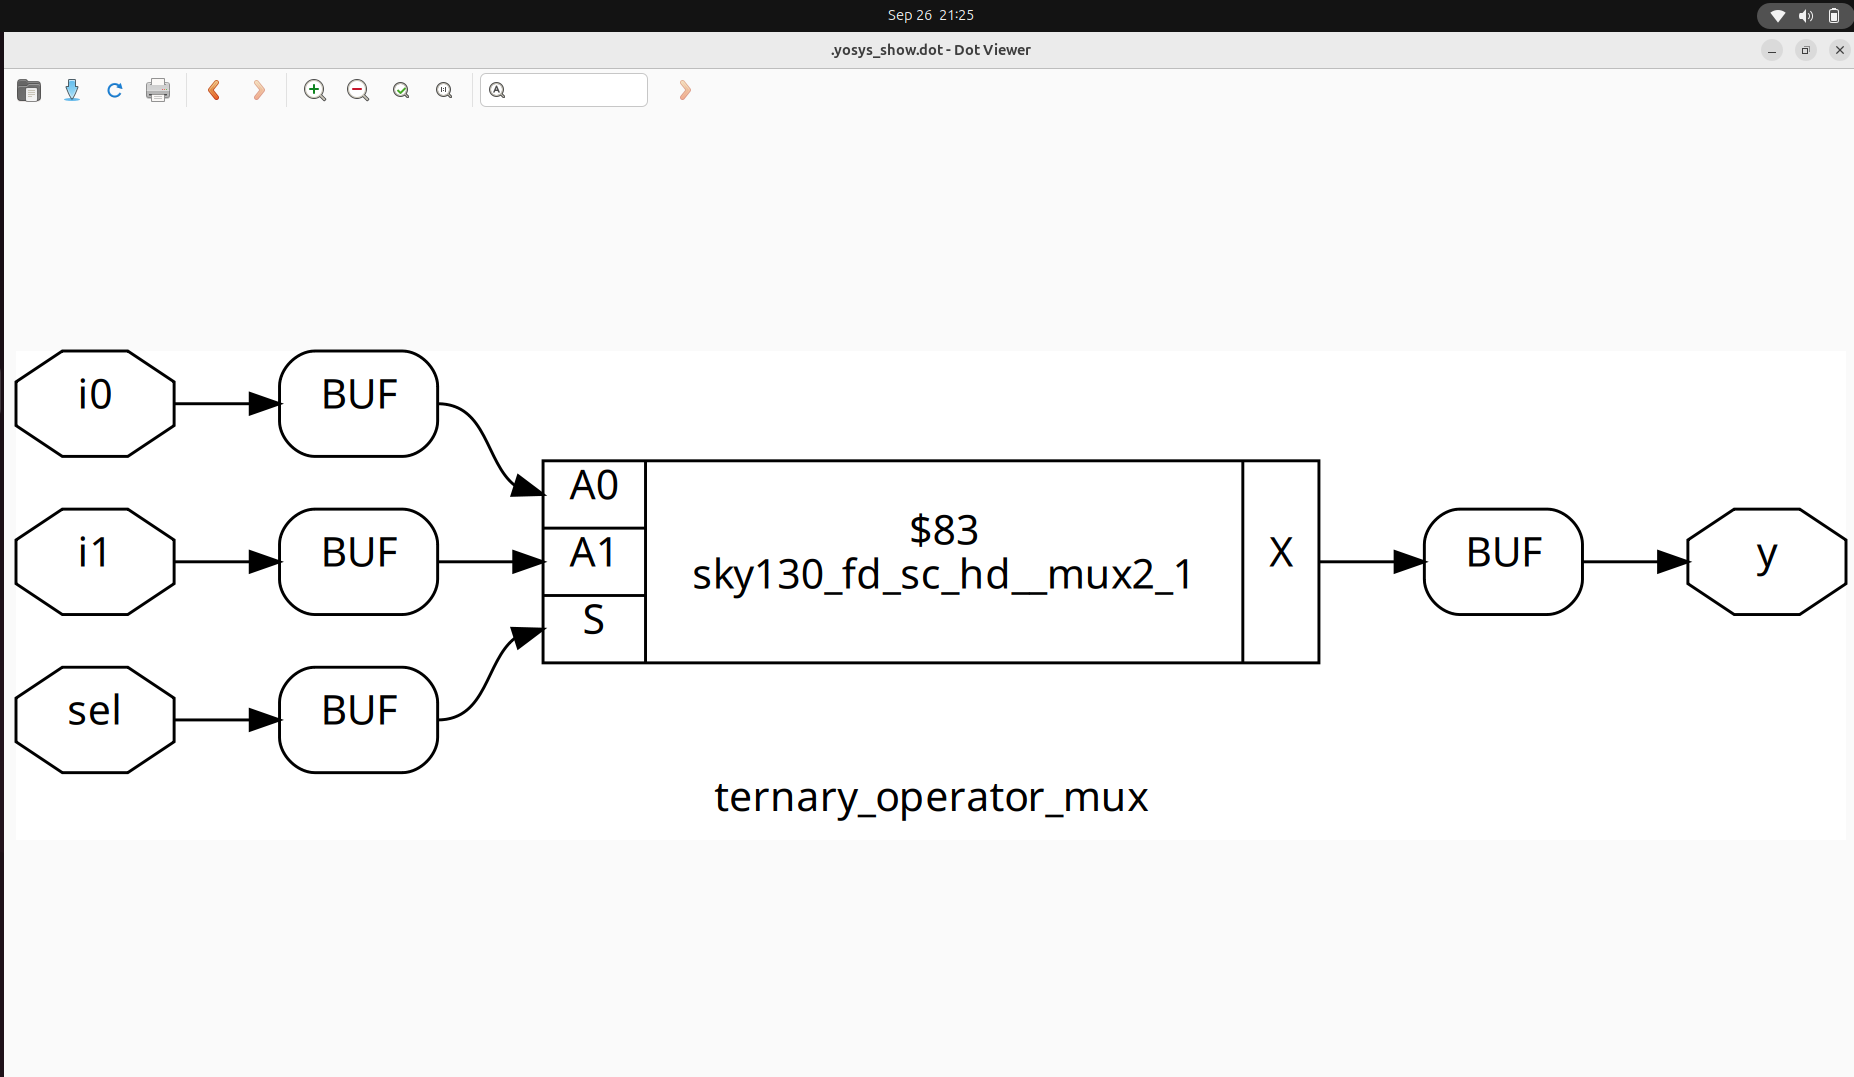 Sep 26 21:25
.yosys_show.dot - Dot Viewer
i0
BUF
A0
$83
i1
BUF
A1
sky130_fd_sc_hd__mux2_1
X
BUF
y
S
sel
BUF
ternary_operator_mux